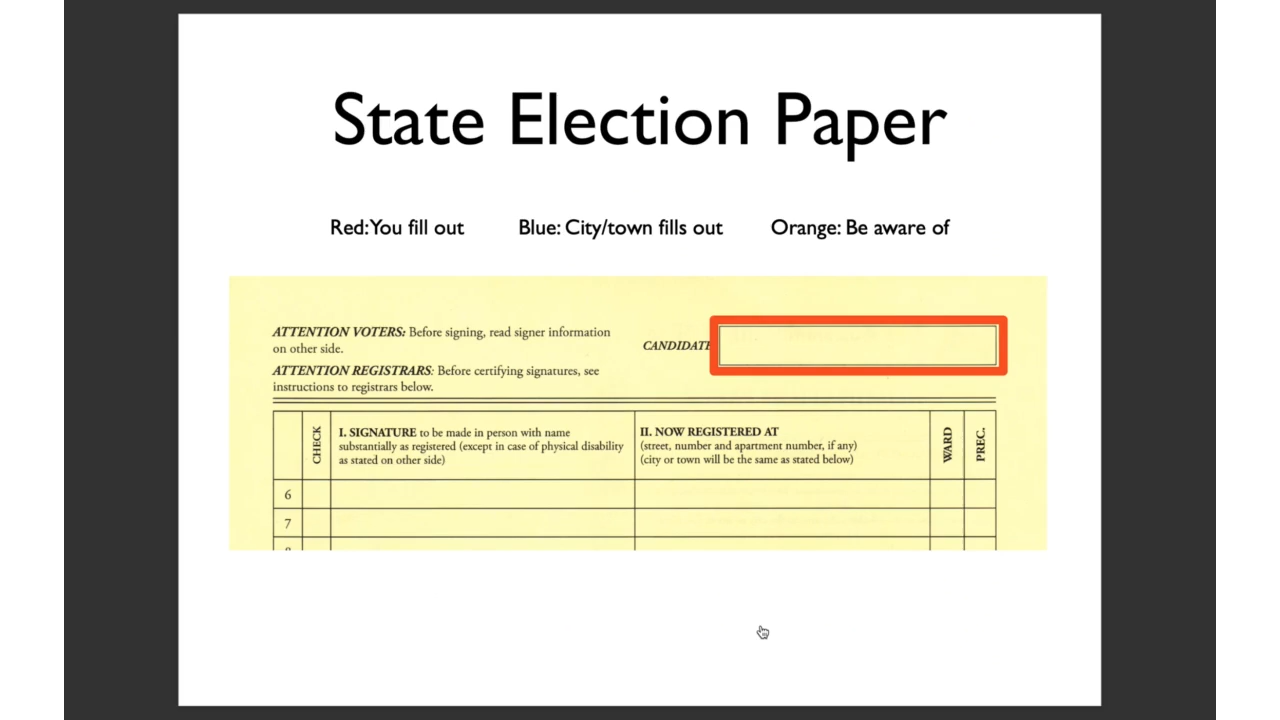 State Election Paper
Red:You fill out Blue: City/town fills out Orange: Be aware of
ATTENTION VOTERS: Before signing, read signer information
on other side.
CANDIDATE
ATTENTION REGISTRARS: Before certifying signatures, see
instructions to registrars below.
CHECK
I. SIGNATURE to be made in person with name
substantially as registered (except in case of physical disability
as stated on other side)
II. NOW REGISTERED AT
(street, number and apartment number, if any)
(city or town will be the same as stated below)
WARD
PREC.
6
7